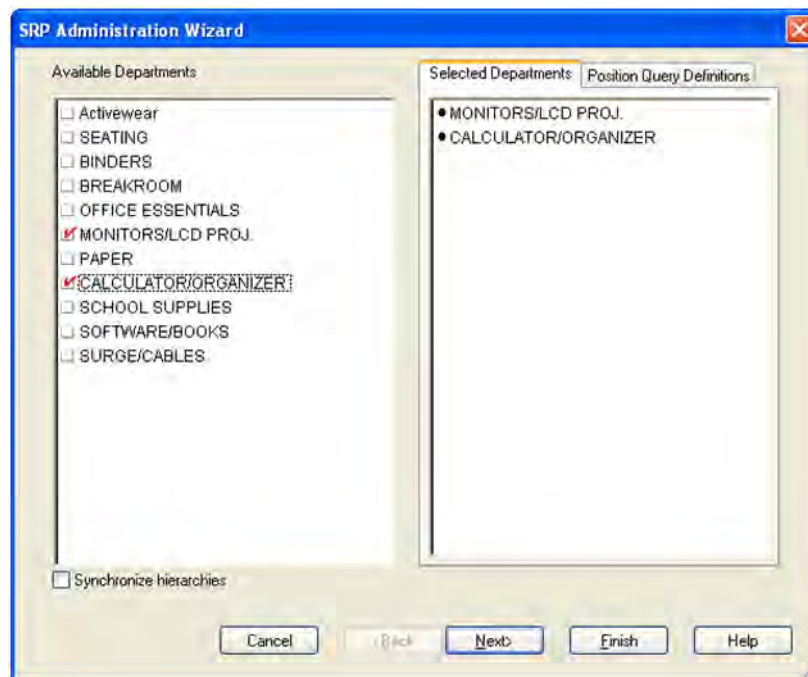 SRP Administration Wizard
Available Departments
Activewear
SEATING
BINDERS
BREAKROOM
OFFICE ESSENTIALS
MONITORS/LCD PROJ.
PAPER
CALCULATOR/ORGANIZER
SCHOOL SUPPLIES
SOFTWARE/BOOKS
SURGE/CABLES
Synchronize hierarchies
Selected Departments
Position Query Definitions
MONITORS/LCD PROJ.
CALCULATOR/ORGANIZER
Cancel
<Back
Next>
Finish
Help